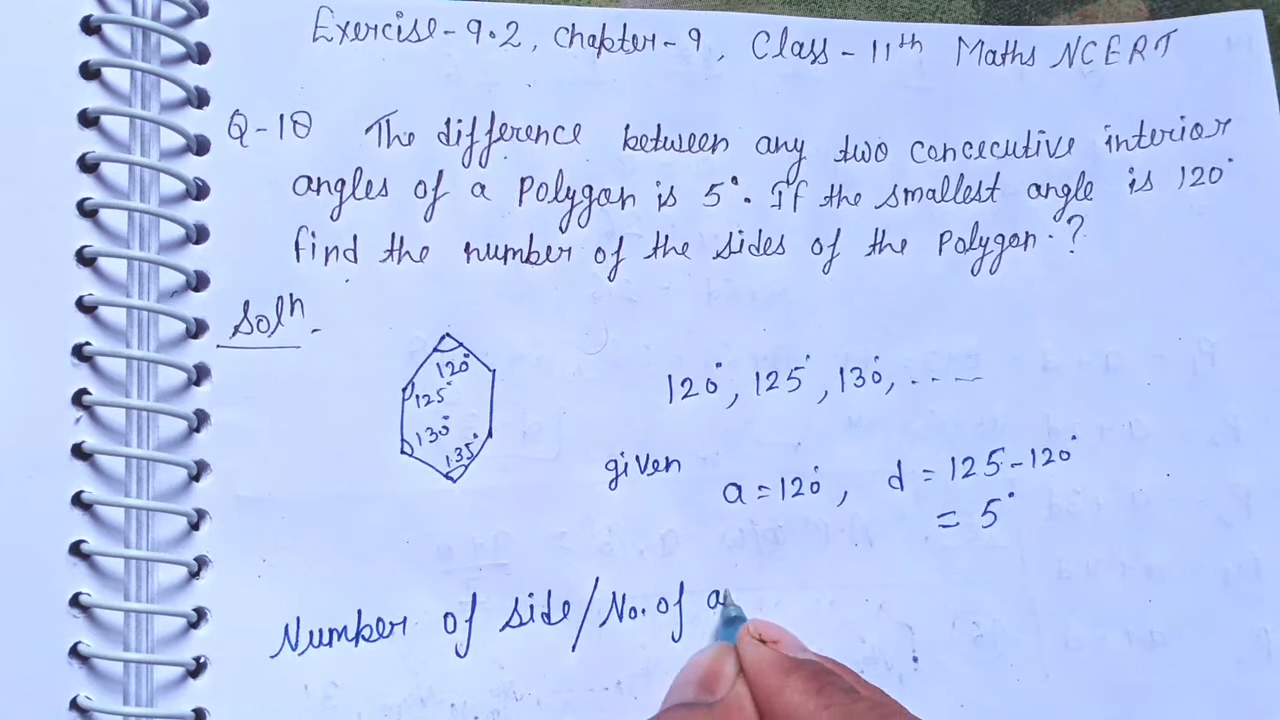 Exercise-9.2, Chapter-9, Class-11th Maths NCERT
Q-18 The difference between any two concecutive interior
angles of a Polygon is 5°. If the smallest angle is 120°
find the number of the sides of the Polygon.?
Solⁿ.
120°
125°
130°
135°
120°, 125°, 130°, ----
given a = 120°, d = 125-120°
= 5°
Number of side/No. of a